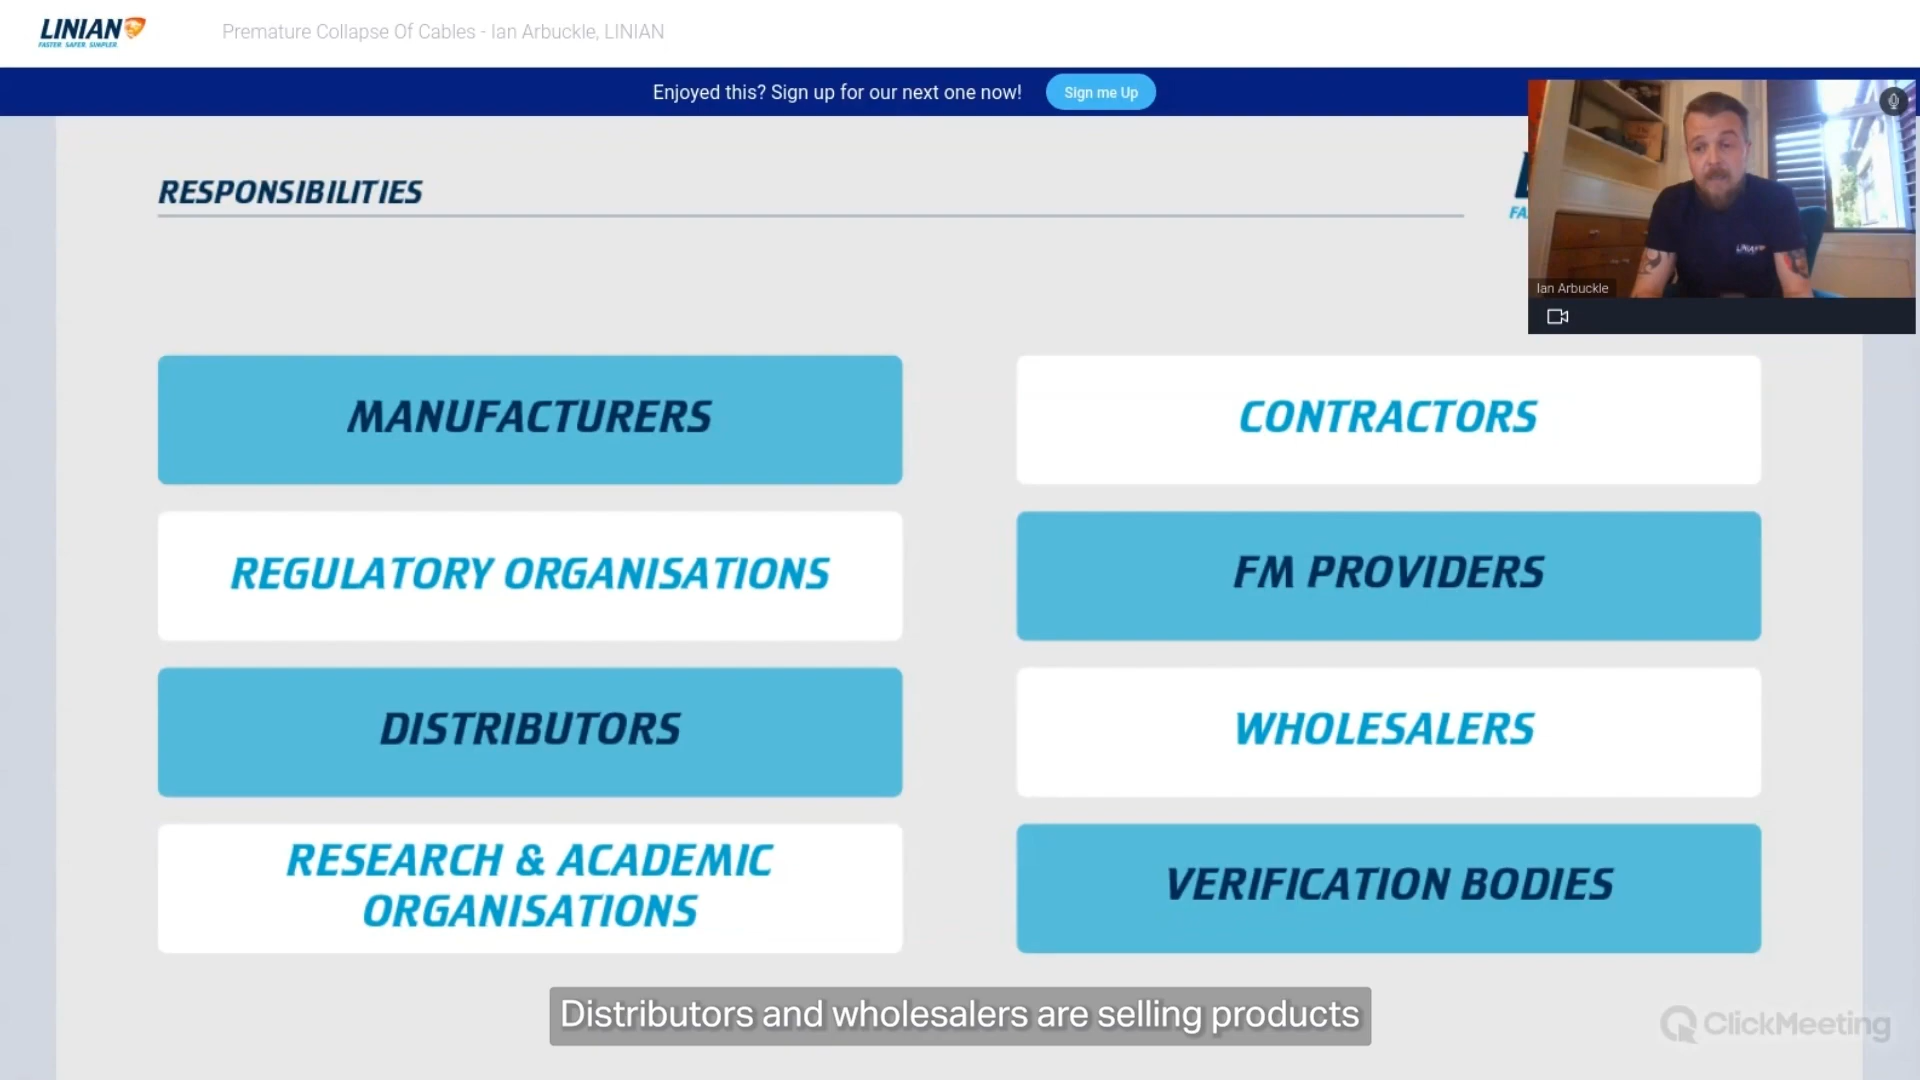 LINIAN
FASTER. SAFER. SIMPLER.
Premature Collapse Of Cables - Ian Arbuckle, LINIAN
Enjoyed this? Sign up for our next one now!
Sign me Up
RESPONSIBILITIES
FA
LINIAN
Ian Arbuckle
MANUFACTURERS
CONTRACTORS
REGULATORY ORGANISATIONS
FM PROVIDERS
DISTRIBUTORS
WHOLESALERS
RESEARCH & ACADEMIC
ORGANISATIONS
VERIFICATION BODIES
Distributors and wholesalers are selling products
ClickMeeting